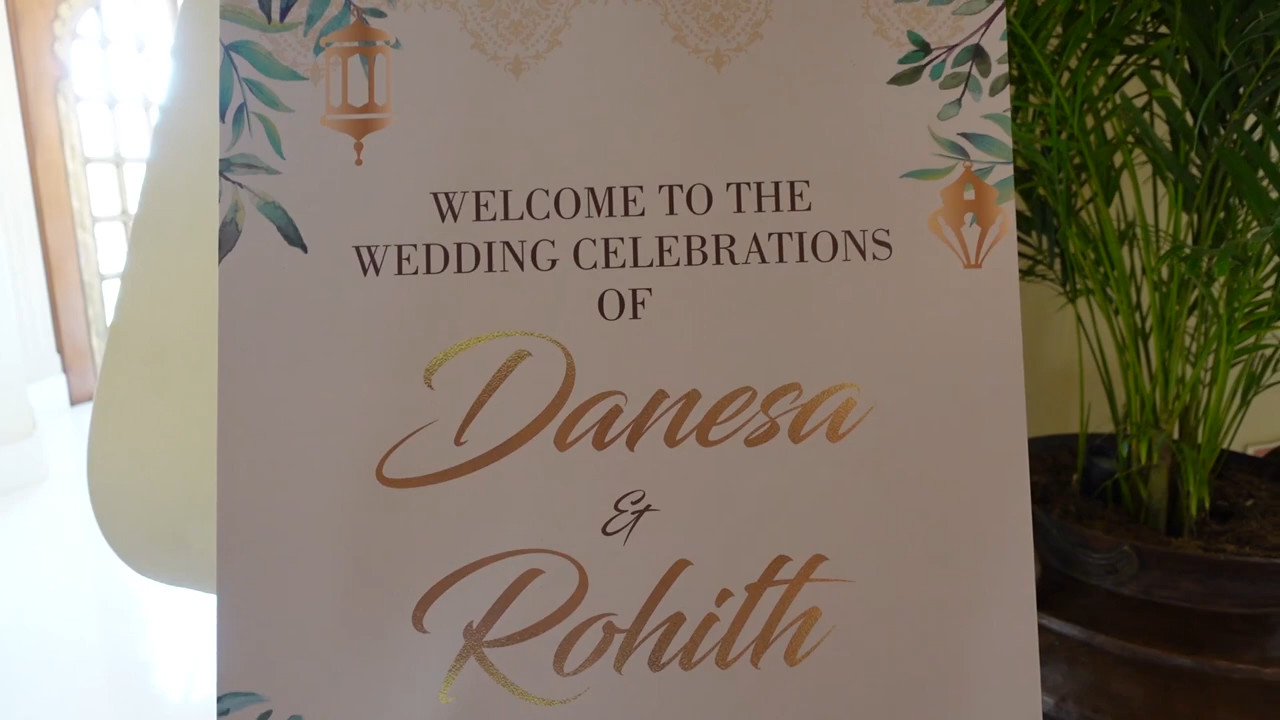 WELCOME TO THE
WEDDING CELEBRATIONS
OF
Danesa
&
Rohith